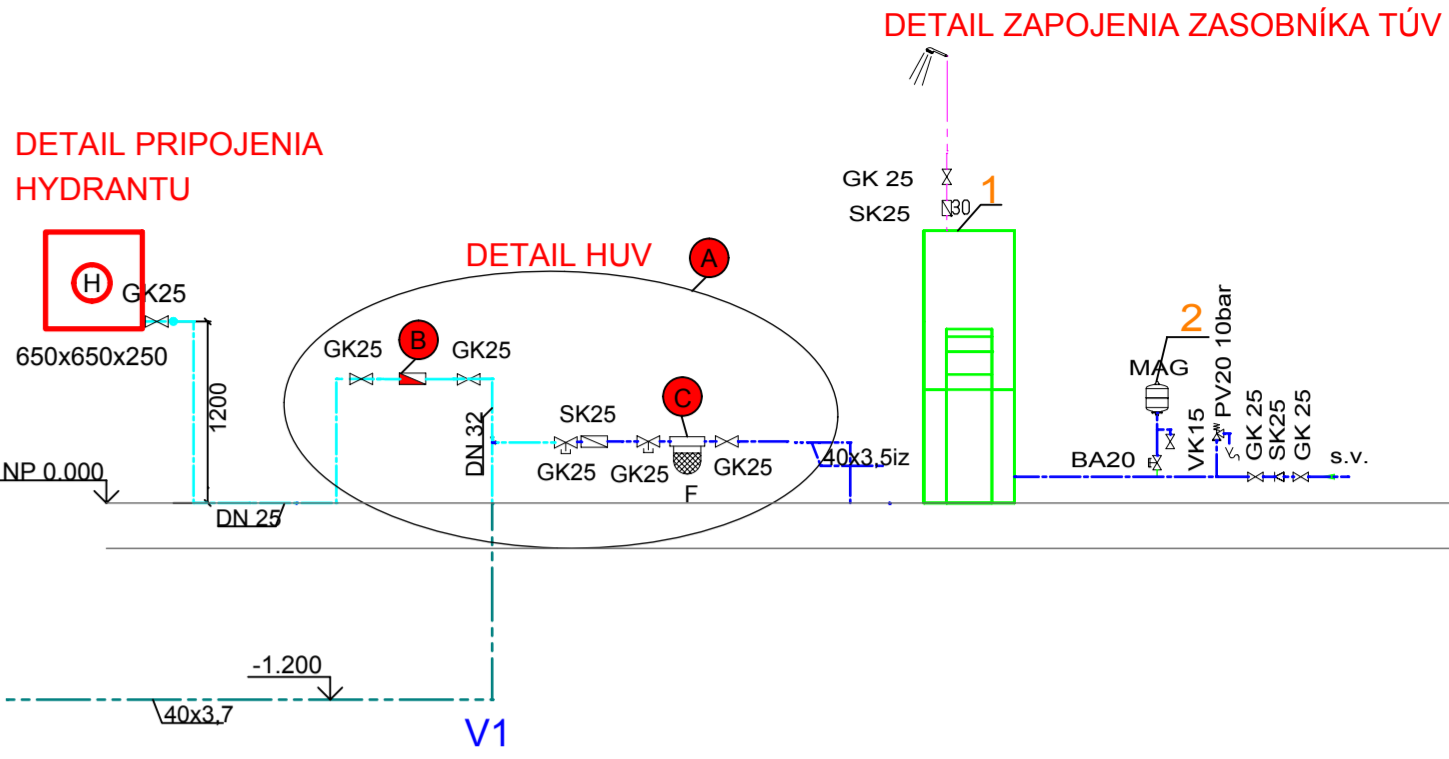 DETAIL ZAPOJENIA ZASOBNÍKA TÚV
DETAIL PRIPOJENIA
HYDRANTU
H
GK25
650x650x250
1200
NP 0.000
DN 25
DETAIL HUV
A
GK25
B
GK25
DN 32
SK25
C
GK25
GK25
GK25
F
40x3,5iz
-1.200
40x3,7
V1
GK 25
SK25
30
1
2
MAG
BA20
VK15
PV20 10bar
GK 25
SK25
GK 25
s.v.